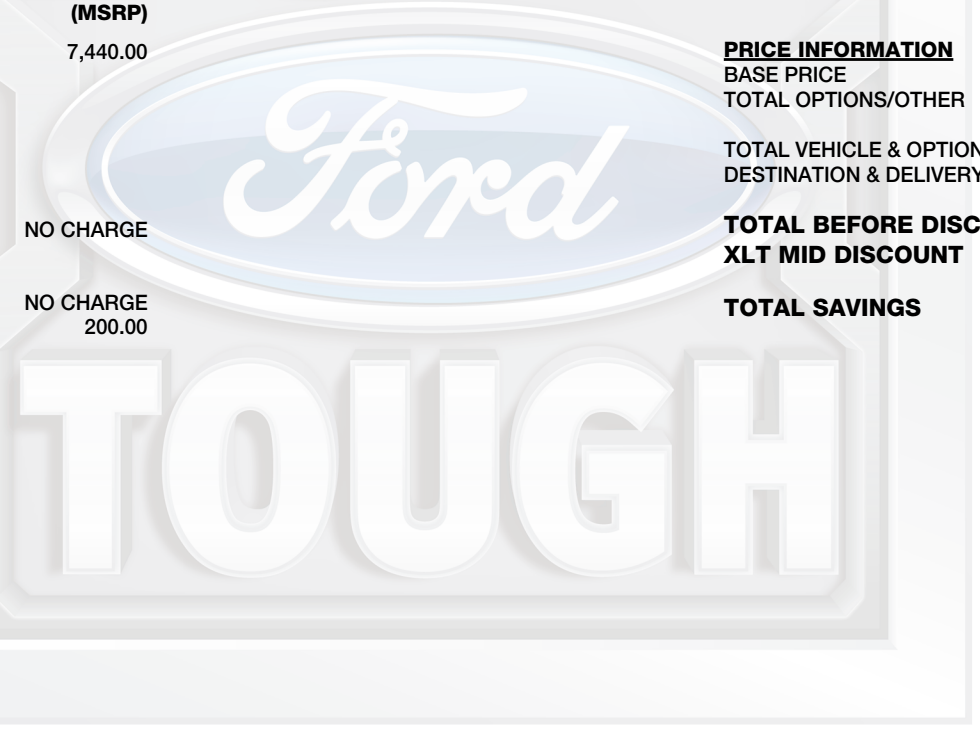 (MSRP)
7,440.00
NO CHARGE
NO CHARGE
200.00
PRICE INFORMATION
BASE PRICE
TOTAL OPTIONS/OTHER
TOTAL VEHICLE & OPTION
DESTINATION & DELIVERY
TOTAL BEFORE DISC
XLT MID DISCOUNT
TOTAL SAVINGS
Ford
TOUGH